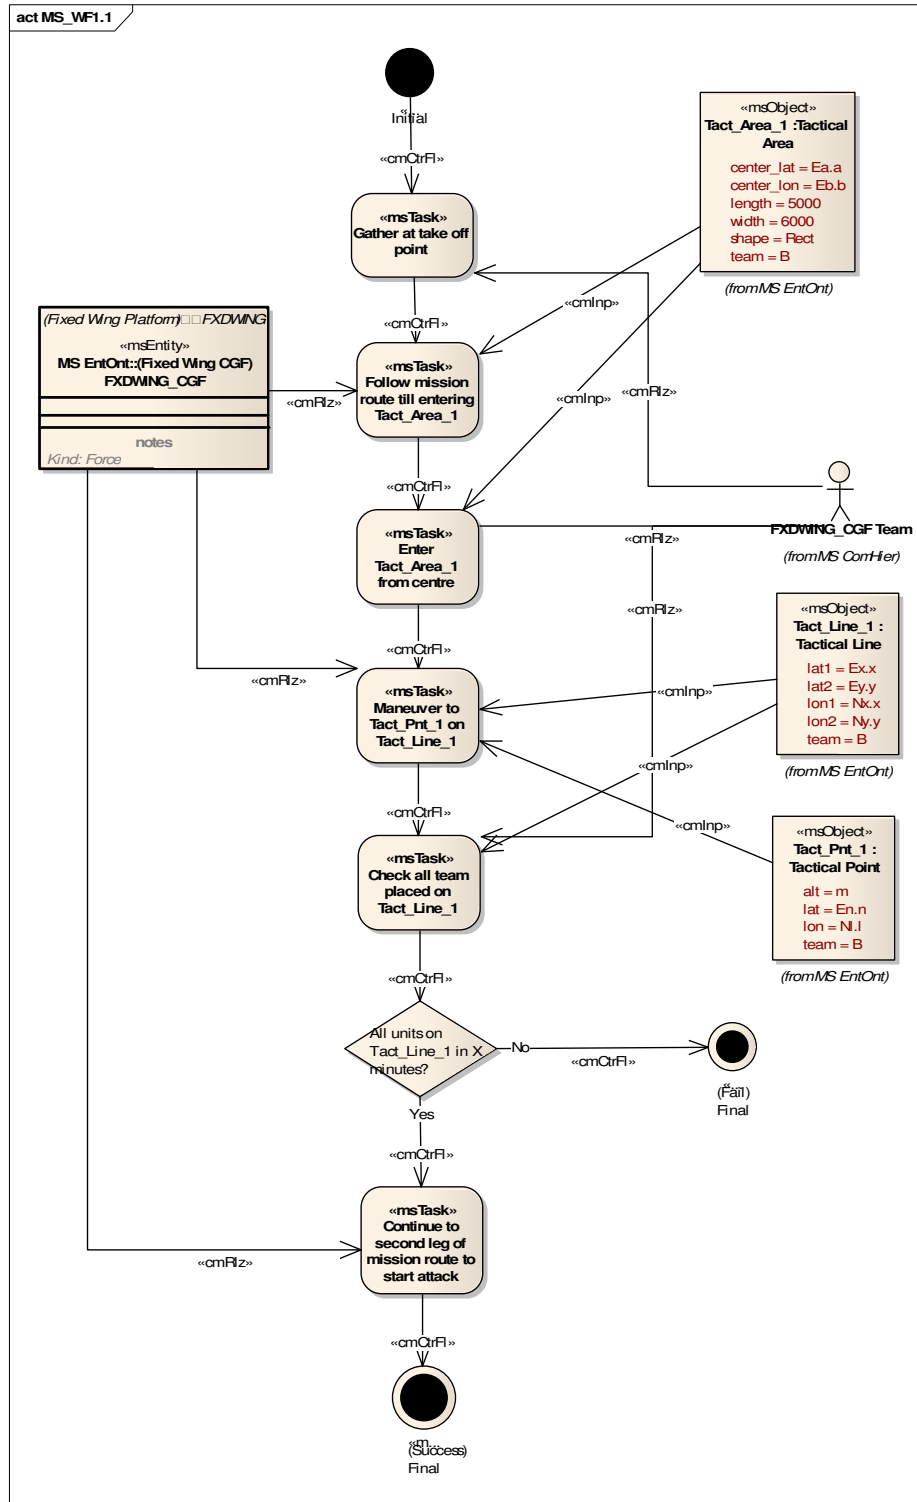 act MS_WF1.1
Initial
«cmCtrFl»
«msTask»
Gather at take off
point
«cmCtrFl»
«msObject»
Tact_Area_1 :Tactical
Area
center_lat = Ea.a
center_lon = Eb.b
length = 5000
width = 6000
shape = Rect
team = B
(from MS EntOnt)
«cmInp»
(Fixed Wing Platform)□□FXDWING
«msEntity»
MS EntOnt::(Fixed Wing CGF)
FXDWING_CGF
notes
Kind: Force
«cmRlz»
«msTask»
Follow mission
route till entering
Tact_Area_1
«cmInp»
«cmRlz»
«cmCtrFl»
«msTask»
Enter
Tact_Area_1
from centre
«cmRlz»
FXDWING_CGF Team
(from MS ComHier)
«cmRlz»
«cmCtrFl»
«cmRlz»
«msTask»
Maneuver to
Tact_Pnt_1 on
Tact_Line_1
«cmInp»
«msObject»
Tact_Line_1 :
Tactical Line
lat1 = Ex.x
lat2 = Ey.y
lon1 = Nx.x
lon2 = Ny.y
team = B
(from MS EntOnt)
«cmInp»
«cmCtrFl»
«cmInp»
«msTask»
Check all team
placed on
Tact_Line_1
«msObject»
Tact_Pnt_1 :
Tactical Point
alt = m
lat = En.n
lon = Nl.l
team = B
(from MS EntOnt)
«cmCtrFl»
All units on
Tact_Line_1 in X
minutes?
No
«cmCtrFl»
(Fail)
Final
Yes
«cmCtrFl»
«msTask»
Continue to
second leg of
mission route to
start attack
«cmRlz»
«cmCtrFl»
«m...
(Success)
Final